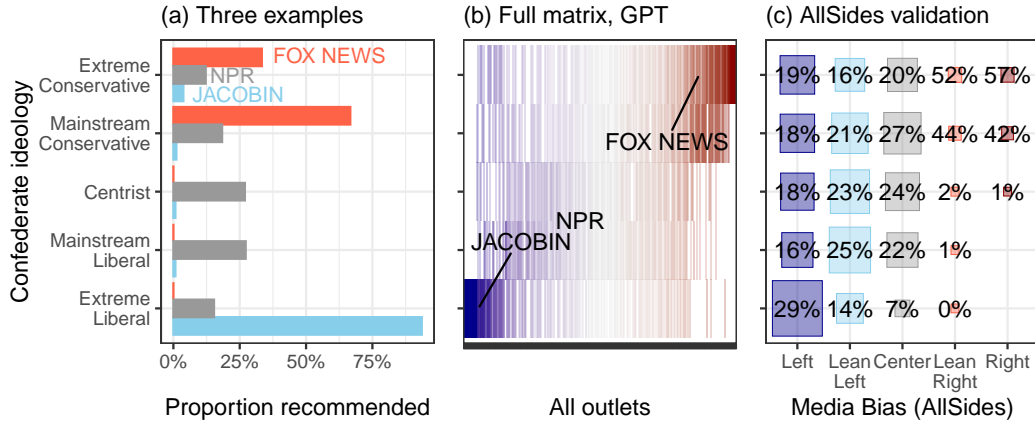 (a) Three examples
(b) Full matrix, GPT
(c) AllSides validation
Confederate ideology
Extreme
Conservative
Mainstream
Conservative
Centrist
Mainstream
Liberal
Extreme
Liberal
FOX NEWS
NPR
JACOBIN
0%
25%
50%
75%
Proportion recommended
FOX NEWS
NPR
JACOBIN
All outlets
19% 16% 20% 52% 57%
18% 21% 27% 44% 42%
18% 23% 24% 2% 1%
16% 25% 22% 1%
29% 14% 7% 0%
Left
Lean
Left
Center
Lean
Right
Right
Media Bias (AllSides)